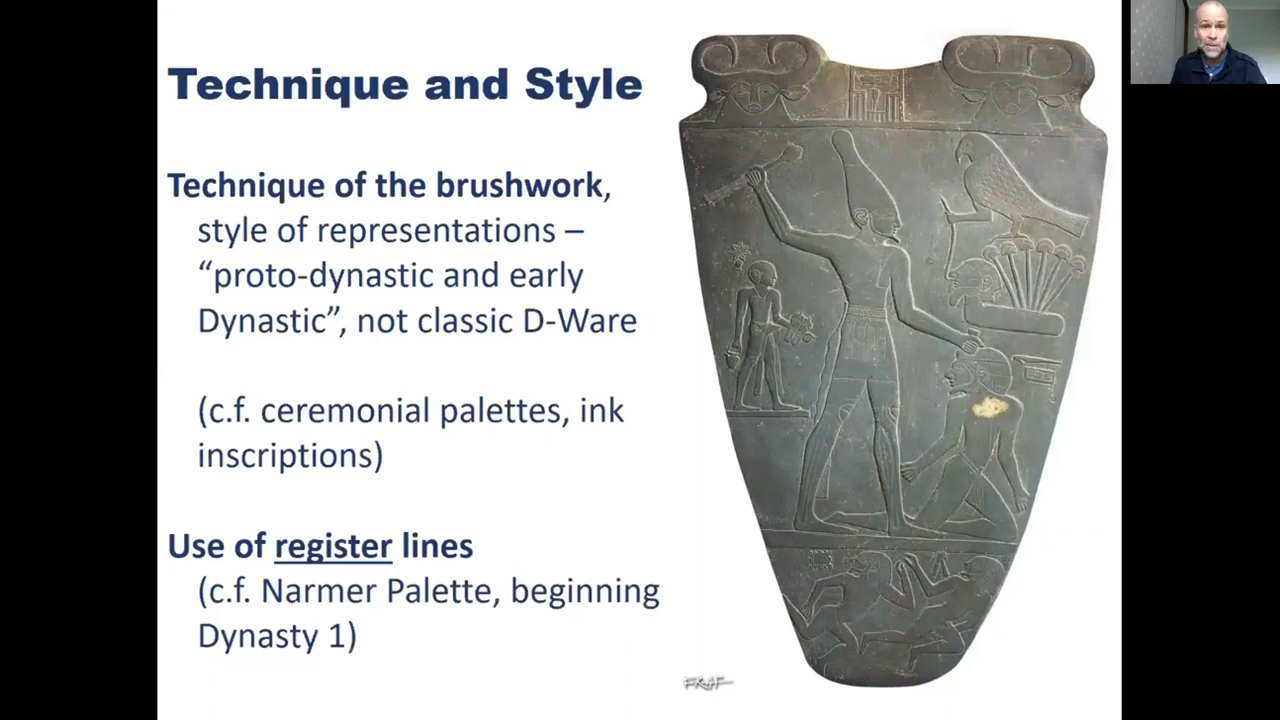 Technique and Style
Technique of the brushwork,
style of representations –
“proto-dynastic and early
Dynastic”, not classic D-Ware
(c.f. ceremonial palettes, ink
inscriptions)
Use of register lines
(c.f. Narmer Palette, beginning
Dynasty 1)